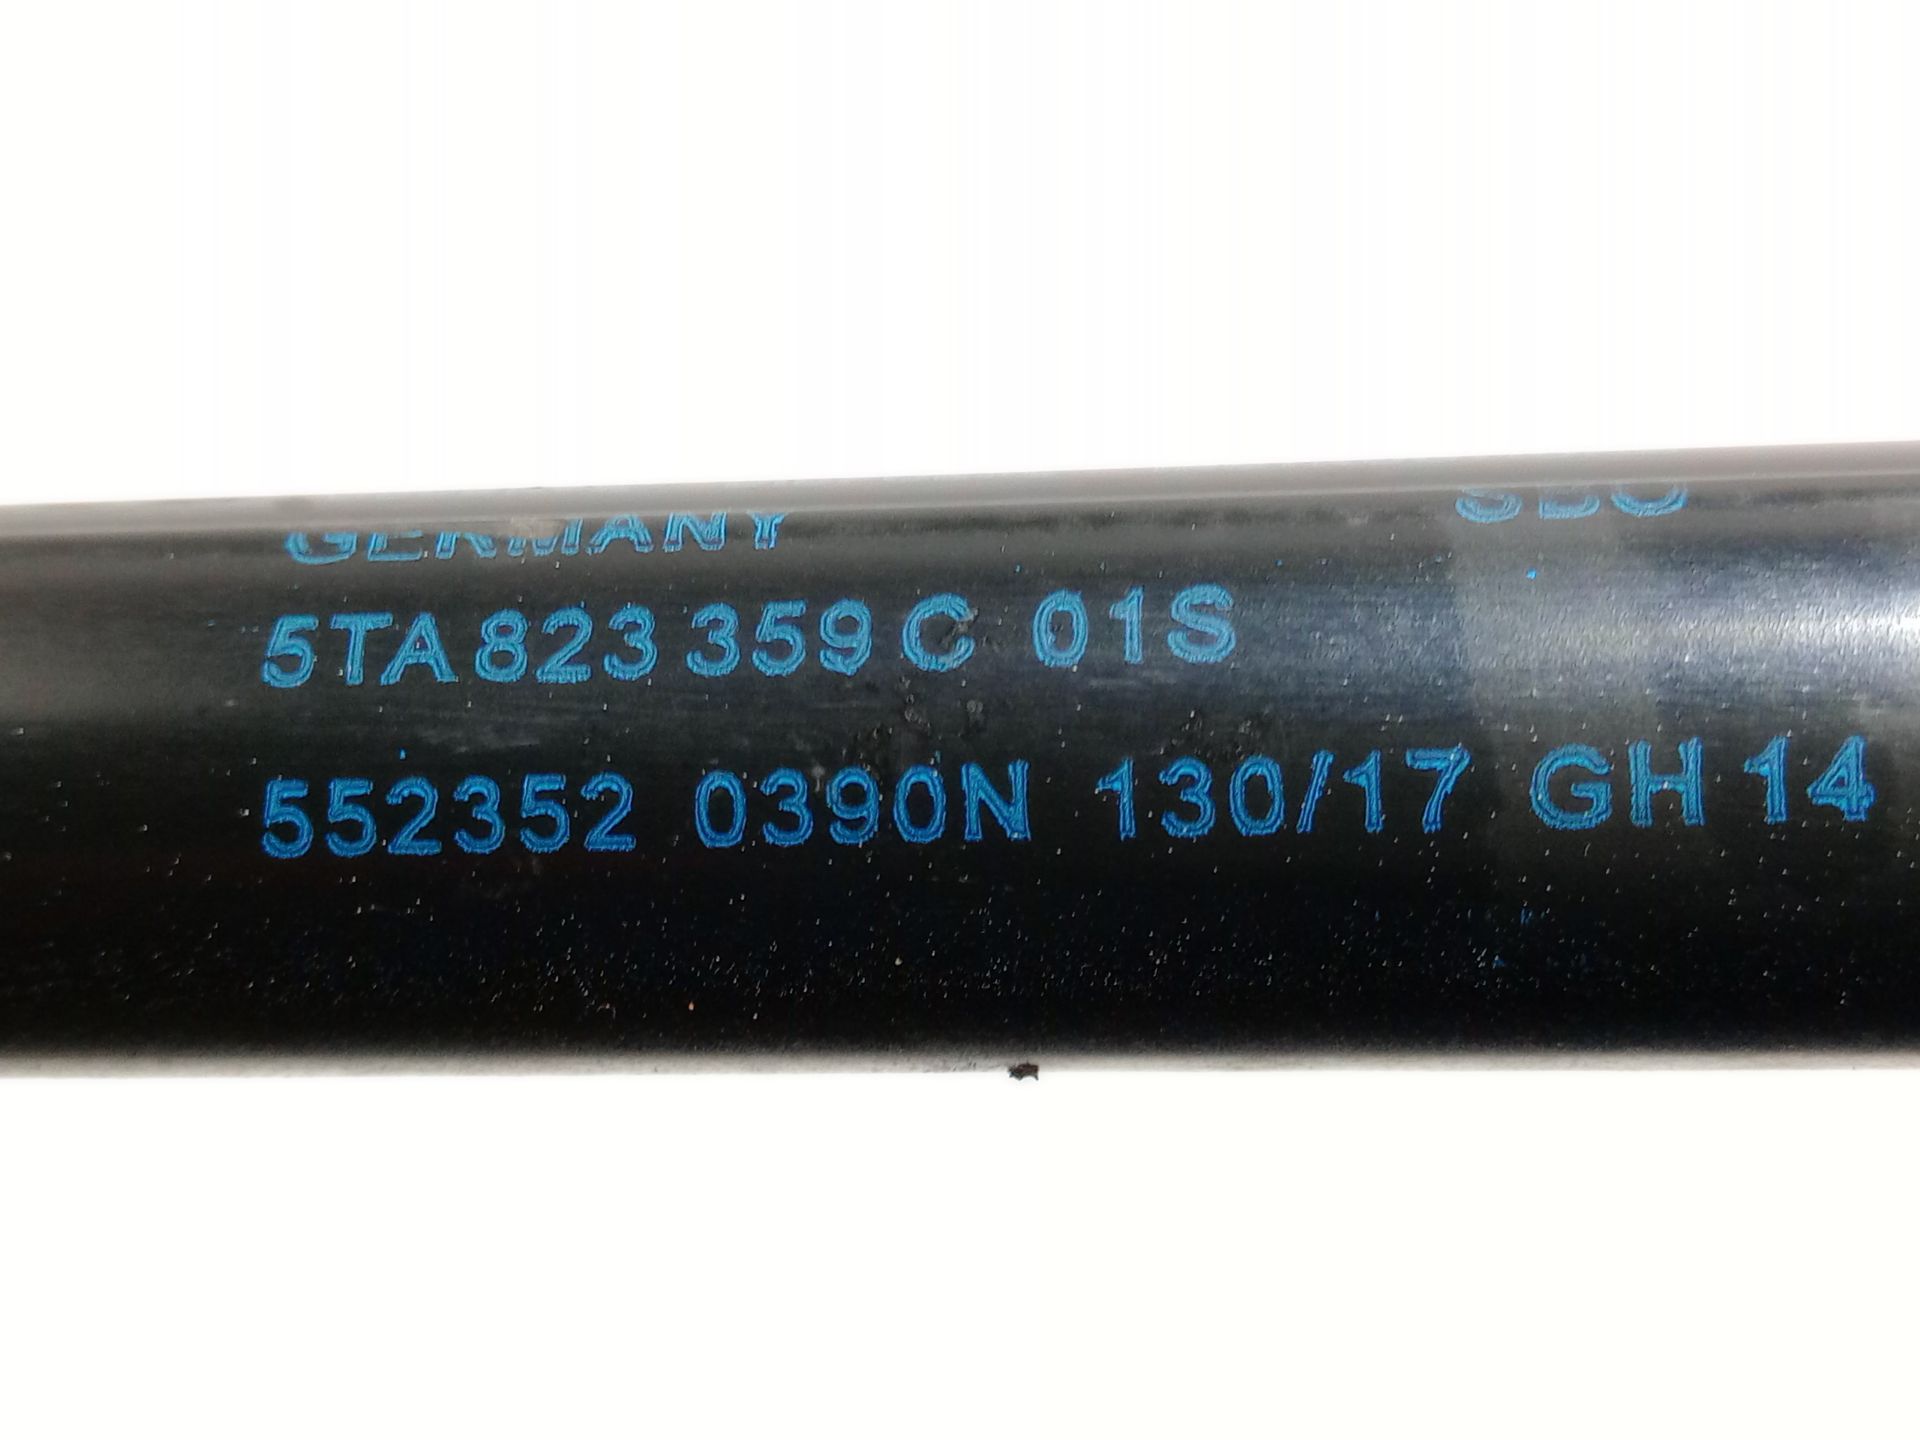 GERMANY
5TA 823 359 C 01S
552352 0390N 130/17 GH 14